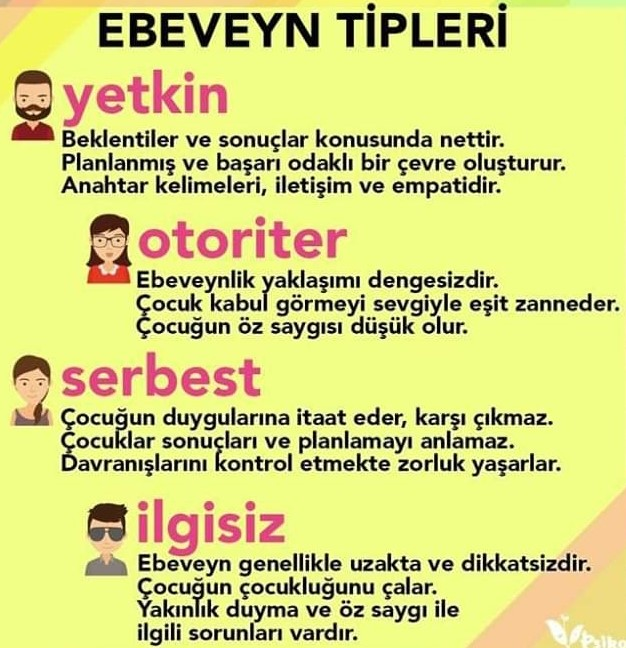 EBEVEYN TİPLERİ
yetkin
Beklentiler ve sonuçlar konusunda nettir.
Planlanmış ve başarı odaklı bir çevre oluşturur.
Anahtar kelimeleri, iletişim ve empatidir.
otoriter
Ebeveynlik yaklaşımı dengesizdir.
Çocuk kabul görmeyi sevgiyle eşit zanneder.
Çocuğun öz saygısı düşük olur.
serbest
Çocuğun duygularına itaat eder, karşı çıkmaz.
Çocuklar sonuçları ve planlamayı anlamaz.
Davranışlarını kontrol etmekte zorluk yaşarlar.
ilgisiz
Ebeveyn genellikle uzakta ve dikkatsizdir.
Çocuğun çocukluğunu çalar.
Yakınlık duyma ve öz saygı ile
ilgili sorunları vardır.